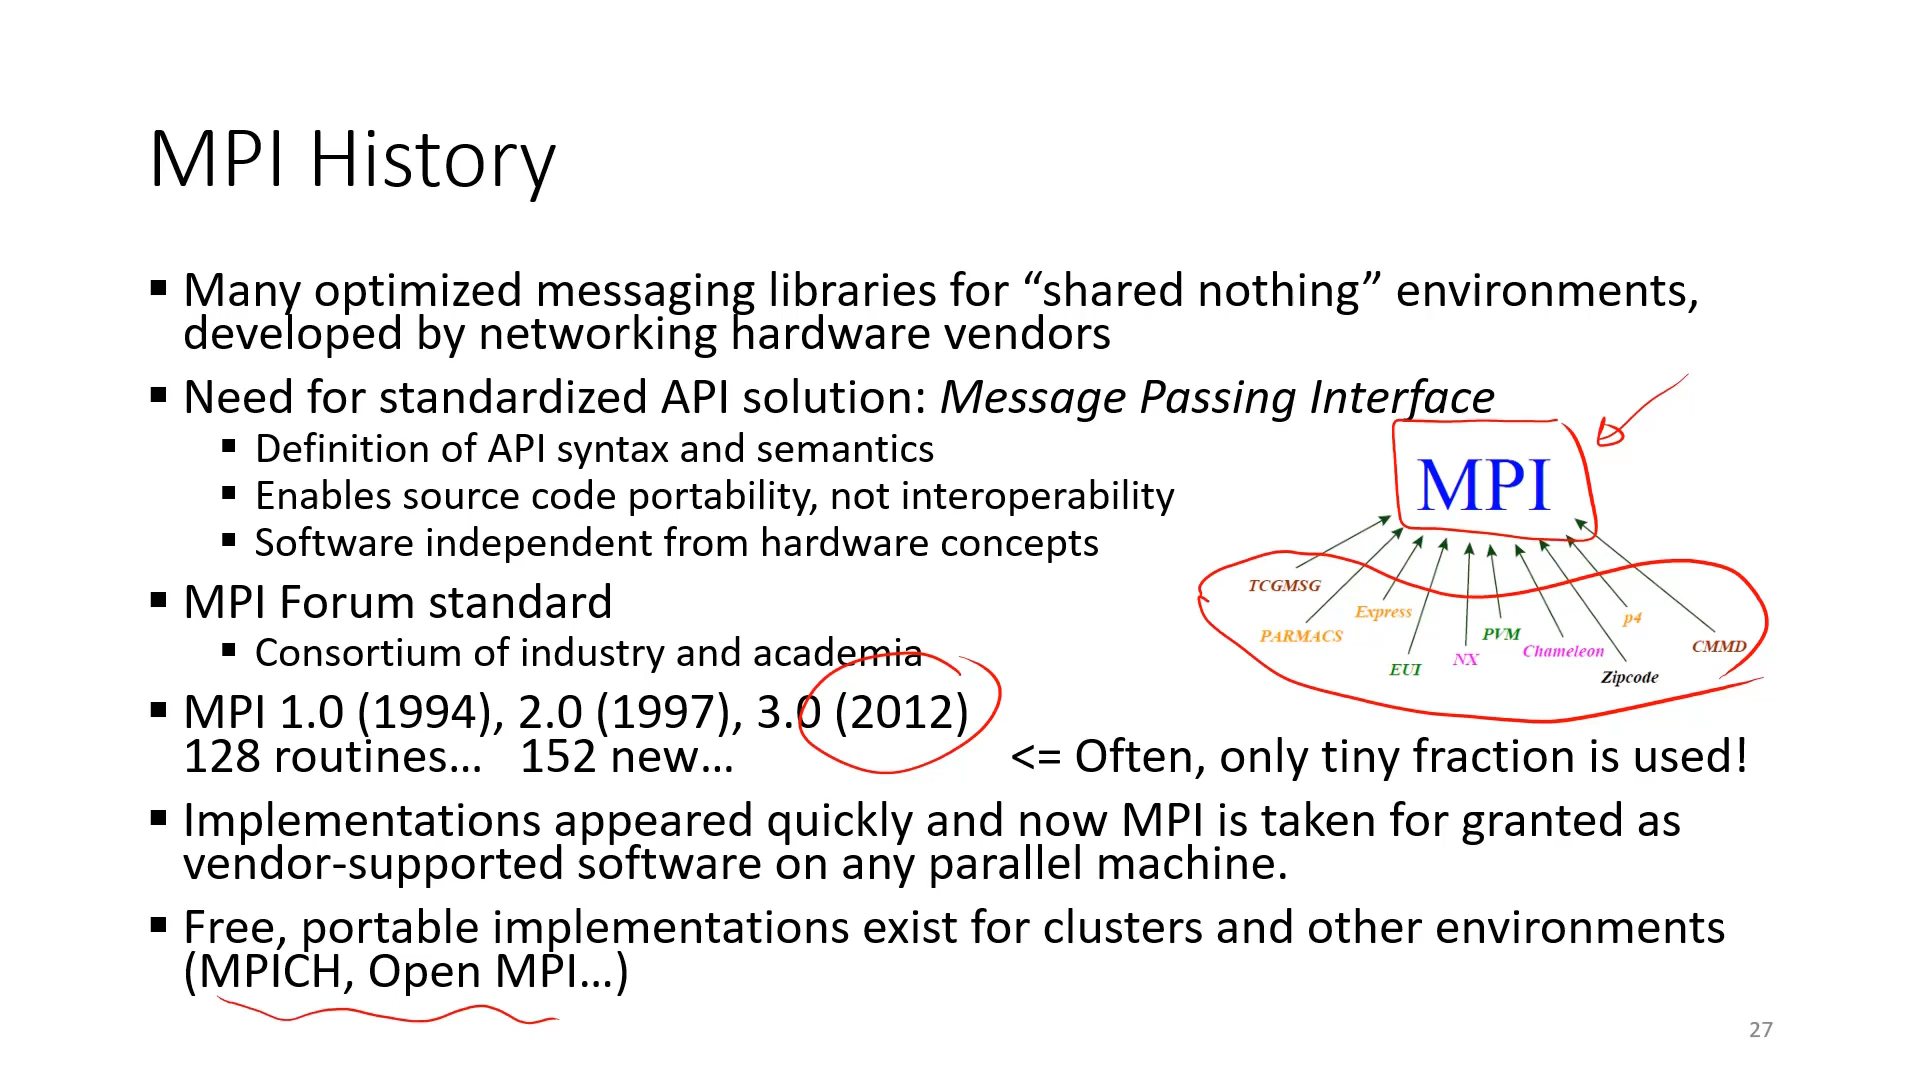 MPI History
▪ Many optimized messaging libraries for “shared nothing” environments,
developed by networking hardware vendors
▪ Need for standardized API solution: Message Passing Interface
▪ Definition of API syntax and semantics
▪ Enables source code portability, not interoperability
▪ Software independent from hardware concepts
▪ MPI Forum standard
▪ Consortium of industry and academia
▪ MPI 1.0 (1994), 2.0 (1997), 3.0 (2012)
128 routines… 152 new… <= Often, only tiny fraction is used!
▪ Implementations appeared quickly and now MPI is taken for granted as
vendor-supported software on any parallel machine.
▪ Free, portable implementations exist for clusters and other environments
(MPICH, Open MPI…)
MPI
TCGMSG
PARMACS
Express
EUI
NX
PVM
Chameleon
Zipcode
p4
CMMD
27